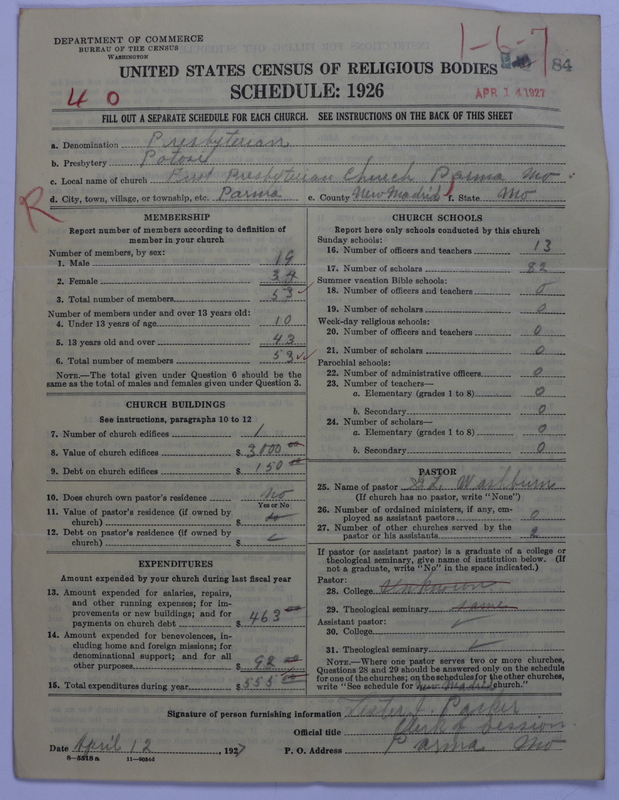 DEPARTMENT OF COMMERCE
BUREAU OF THE CENSUS
WASHINGTON
1-6-7
84
UNITED STATES CENSUS OF RELIGIOUS BODIES
SCHEDULE: 1926
40
APR 14 1927
FILL OUT A SEPARATE SCHEDULE FOR EACH CHURCH. SEE INSTRUCTIONS ON THE BACK OF THIS SHEET
a. Denomination Presbyterian
b. Presbytery Potosi
c. Local name of church First Presbyterian Church Parma Mo
d. City, town, village, or township, etc. Parma e. County New Madrid f. State Mo
R
MEMBERSHIP
Report number of members according to definition of
member in your church
Number of members, by sex:
1. Male 19
2. Female 34
3. Total number of members 53
Number of members under and over 13 years old:
4. Under 13 years of age 10
5. 13 years old and over 43
6. Total number of members 53
NOTE.—The total given under Question 6 should be the
same as the total of males and females given under Question 3.
CHURCH BUILDINGS
See instructions, paragraphs 10 to 12
7. Number of church edifices 1
8. Value of church edifices $ 3000 00
9. Debt on church edifices $ 150 00
10. Does church own pastor's residence No
Yes or No
11. Value of pastor's residence (if owned by
church) $
12. Debt on pastor's residence (if owned by
church) $
EXPENDITURES
Amount expended by your church during last fiscal year
13. Amount expended for salaries, repairs,
and other running expenses; for im-
provements or new buildings; and for
payments on church debt $ 463 00
14. Amount expended for benevolences, in-
cluding home and foreign missions; for
denominational support; and for all
other purposes $ 92 00
15. Total expenditures during year $ 555 00
CHURCH SCHOOLS
Report here only schools conducted by this church
Sunday schools:
16. Number of officers and teachers 13
17. Number of scholars 82
Summer vacation Bible schools:
18. Number of officers and teachers 0
19. Number of scholars 0
Week-day religious schools:
20. Number of officers and teachers 0
21. Number of scholars 0
Parochial schools:
22. Number of administrative officers 0
23. Number of teachers—
a. Elementary (grades 1 to 8) 0
b. Secondary 0
24. Number of scholars—
a. Elementary (grades 1 to 8) 0
b. Secondary 0
PASTOR
25. Name of pastor Washburn
(If church has no pastor, write "None")
26. Number of ordained ministers, if any, em-
ployed as assistant pastors 0
27. Number of other churches served by the
pastor or his assistants 2
If pastor (or assistant pastor) is a graduate of a college or
theological seminary, give name of institution below. (If
not a graduate, write "No" in the space indicated.)
Pastor:
28. College Unknown
29. Theological seminary same
Assistant pastor:
30. College
31. Theological seminary
NOTE.—Where one pastor serves two or more churches,
Questions 28 and 29 should be answered only on the schedule
for one of the churches; on the schedules for the other churches,
write "See schedule for New Madrid church."
Signature of person furnishing information Lester J. Parker
Official title Clerk of Session
Date April 12, 1927 P. O. Address Parma Mo
8—5318a 11—9034d